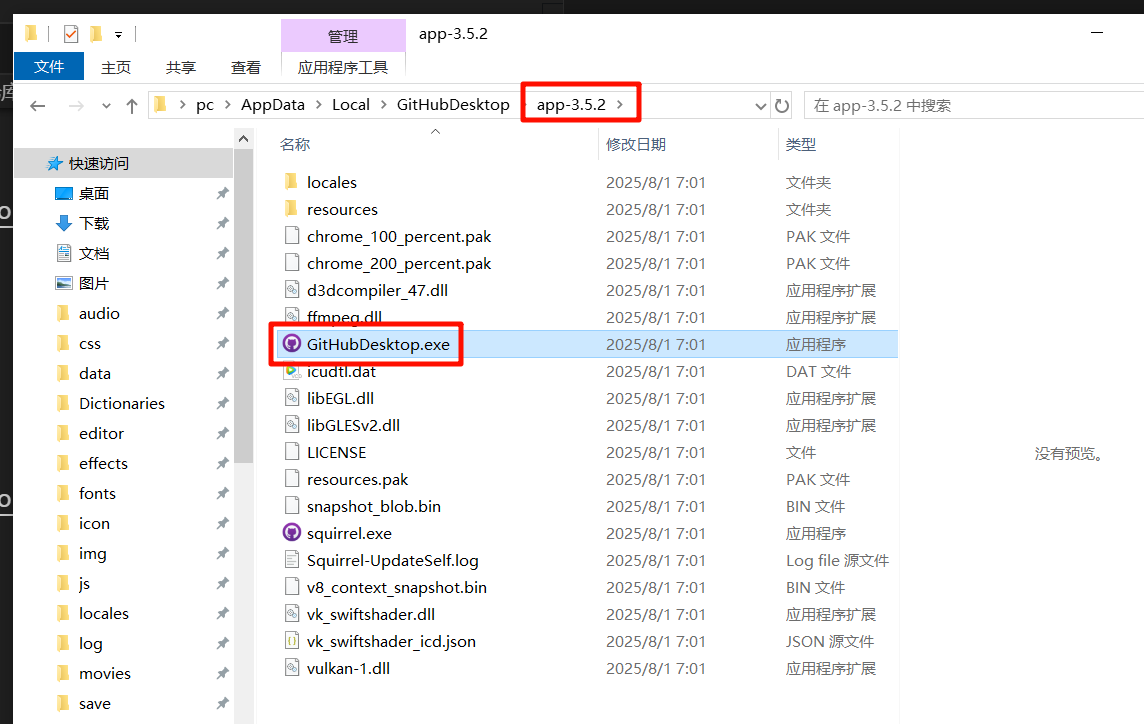 管理
app-3.5.2
文件
主页
共享
查看
应用程序工具
pc
AppData
Local
GitHubDesktop
app-3.5.2
在 app-3.5.2 中搜索
名称
修改日期
类型
快速访问
桌面
下载
文档
图片
audio
css
data
Dictionaries
editor
effects
fonts
icon
img
js
locales
log
movies
save
locales 2025/8/1 7:01 文件夹
resources 2025/8/1 7:01 文件夹
chrome_100_percent.pak 2025/8/1 7:01 PAK 文件
chrome_200_percent.pak 2025/8/1 7:01 PAK 文件
d3dcompiler_47.dll 2025/8/1 7:01 应用程序扩展
ffmpeg.dll 2025/8/1 7:01 应用程序扩展
GitHubDesktop.exe 2025/8/1 7:01 应用程序
icudtl.dat 2025/8/1 7:01 DAT 文件
libEGL.dll 2025/8/1 7:01 应用程序扩展
libGLESv2.dll 2025/8/1 7:01 应用程序扩展
LICENSE 2025/8/1 7:01 文件
resources.pak 2025/8/1 7:01 PAK 文件
snapshot_blob.bin 2025/8/1 7:01 BIN 文件
squirrel.exe 2025/8/1 7:01 应用程序
Squirrel-UpdateSelf.log 2025/8/1 7:01 Log file 源文件
v8_context_snapshot.bin 2025/8/1 7:01 BIN 文件
vk_swiftshader.dll 2025/8/1 7:01 应用程序扩展
vk_swiftshader_icd.json 2025/8/1 7:01 JSON 源文件
vulkan-1.dll 2025/8/1 7:01 应用程序扩展
没有预览。